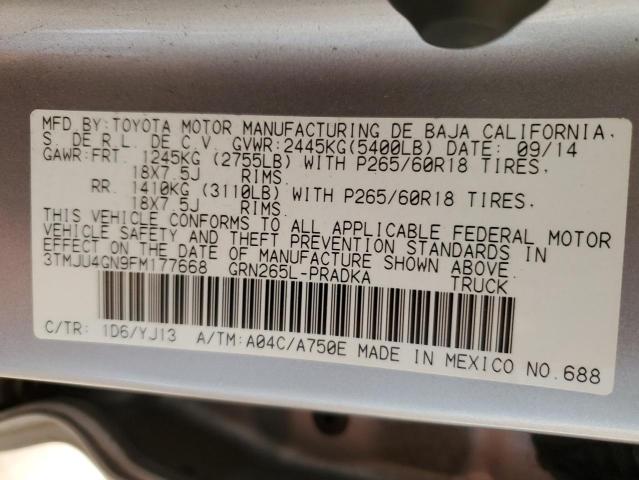 MFD BY: TOYOTA MOTOR MANUFACTURING DE BAJA CALIFORNIA,
S. DE R.L. DE C.V. GVWR:2445KG(5400LB) DATE: 09/14
GAWR:FRT. 1245KG (2755LB) WITH P265/60R18 TIRES,
18X7.5J RIMS.
RR. 1410KG (3110LB) WITH P265/60R18 TIRES,
18X7.5J RIMS.
THIS VEHICLE CONFORMS TO ALL APPLICABLE FEDERAL MOTOR
VEHICLE SAFETY AND THEFT PREVENTION STANDARDS IN
EFFECT ON THE DATE OF MANUFACTURE SHOWN ABOVE.
3TMJU4GN9FM177668 GRN265L-PRADKA TRUCK
C/TR: 1D6/YJ13 A/TM:A04C/A750E MADE IN MEXICO NO.688